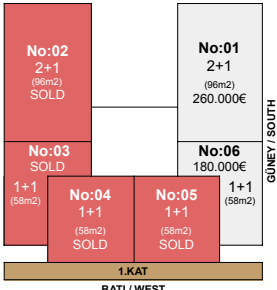 No:02
2+1
(96m2)
SOLD
No:01
2+1
(96m2)
260.000€
No:03
SOLD
1+1
(58m2)
No:04
1+1
(58m2)
SOLD
No:05
1+1
(58m2)
SOLD
No:06
180.000€
1+1
(58m2)
GÜNEY / SOUTH
1.KAT
BATI / WEST